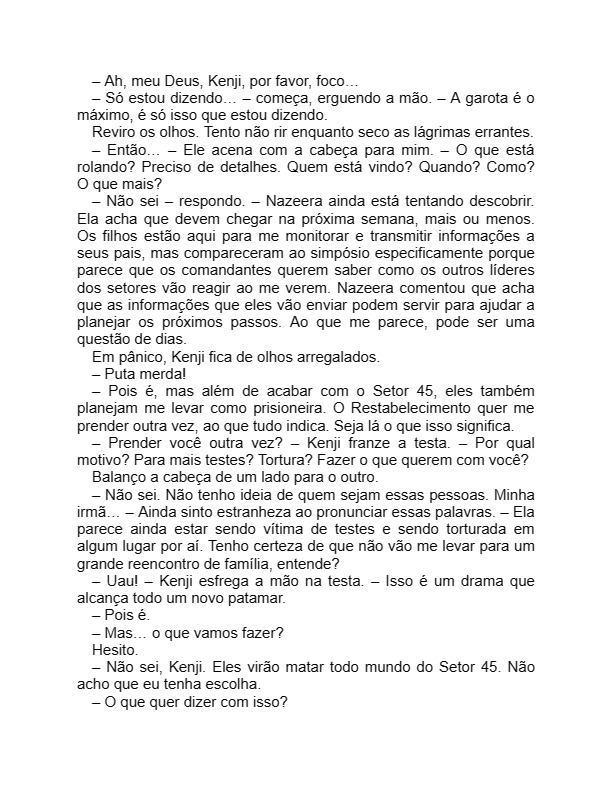 – Ah, meu Deus, Kenji, por favor, foco…
– Só estou dizendo… – começa, erguendo a mão. – A garota é o
máximo, é só isso que estou dizendo.
Reviro os olhos. Tento não rir enquanto seco as lágrimas errantes.
– Então… – Ele acena com a cabeça para mim. – O que está
rolando? Preciso de detalhes. Quem está vindo? Quando? Como?
O que mais?
– Não sei – respondo. – Nazeera ainda está tentando descobrir.
Ela acha que devem chegar na próxima semana, mais ou menos.
Os filhos estão aqui para me monitorar e transmitir informações a
seus pais, mas compareceram ao simpósio especificamente porque
parece que os comandantes querem saber como os outros líderes
dos setores vão reagir ao me verem. Nazeera comentou que acha
que as informações que eles vão enviar podem servir para ajudar a
planejar os próximos passos. Ao que me parece, pode ser uma
questão de dias.
Em pânico, Kenji fica de olhos arregalados.
– Puta merda!
– Pois é, mas além de acabar com o Setor 45, eles também
planejam me levar como prisioneira. O Restabelecimento quer me
prender outra vez, ao que tudo indica. Seja lá o que isso significa.
– Prender você outra vez? – Kenji franze a testa. – Por qual
motivo? Para mais testes? Tortura? Fazer o que querem com você?
Balanço a cabeça de um lado para o outro.
– Não sei. Não tenho ideia de quem sejam essas pessoas. Minha
irmã… – Ainda sinto estranheza ao pronunciar essas palavras. – Ela
parece ainda estar sendo vítima de testes e sendo torturada em
algum lugar por aí. Tenho certeza de que não vão me levar para um
grande reencontro de família, entende?
– Uau! – Kenji esfrega a mão na testa. – Isso é um drama que
alcança todo um novo patamar.
– Pois é.
– Mas… o que vamos fazer?
Hesito.
– Não sei, Kenji. Eles virão matar todo mundo do Setor 45. Não
acho que eu tenha escolha.
– O que quer dizer com isso?